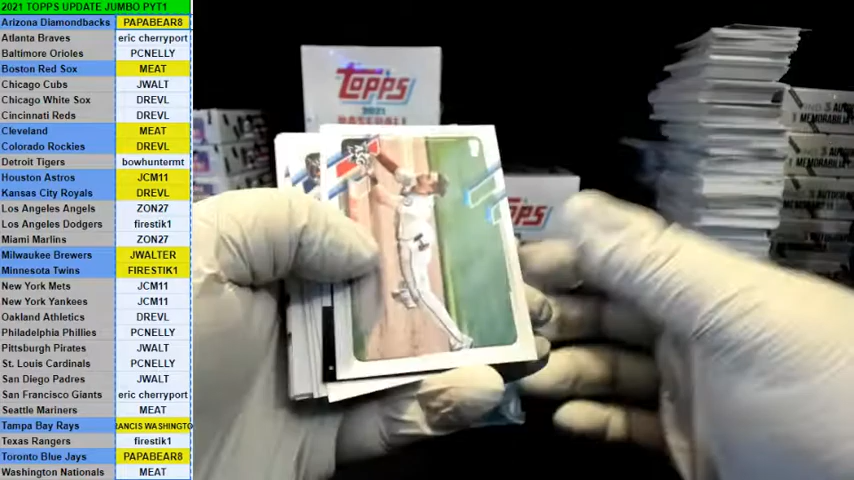 2021 TOPPS UPDATE JUMBO PYT1
Arizona Diamondbacks PAPABEAR8
Atlanta Braves eric cherryport
Baltimore Orioles PCNELLY
Boston Red Sox MEAT
Chicago Cubs JWALT
Chicago White Sox DREVL
Cincinnati Reds DREVL
Cleveland MEAT
Colorado Rockies DREVL
Detroit Tigers bowhuntermt
Houston Astros JCM11
Kansas City Royals DREVL
Los Angeles Angels ZON27
Los Angeles Dodgers firestik1
Miami Marlins ZON27
Milwaukee Brewers JWALTER
Minnesota Twins FIRESTIK1
New York Mets JCM11
New York Yankees JCM11
Oakland Athletics DREVL
Philadelphia Phillies PCNELLY
Pittsburgh Pirates JWALT
St. Louis Cardinals PCNELLY
San Diego Padres JWALT
San Francisco Giants eric cherryport
Seattle Mariners MEAT
Tampa Bay Rays RANCIS WASHINGTO
Texas Rangers firestik1
Toronto Blue Jays PAPABEAR8
Washington Nationals MEAT
Topps
2021
BASEBALL
Topps
MEMORABILIA
MEMORABILIA